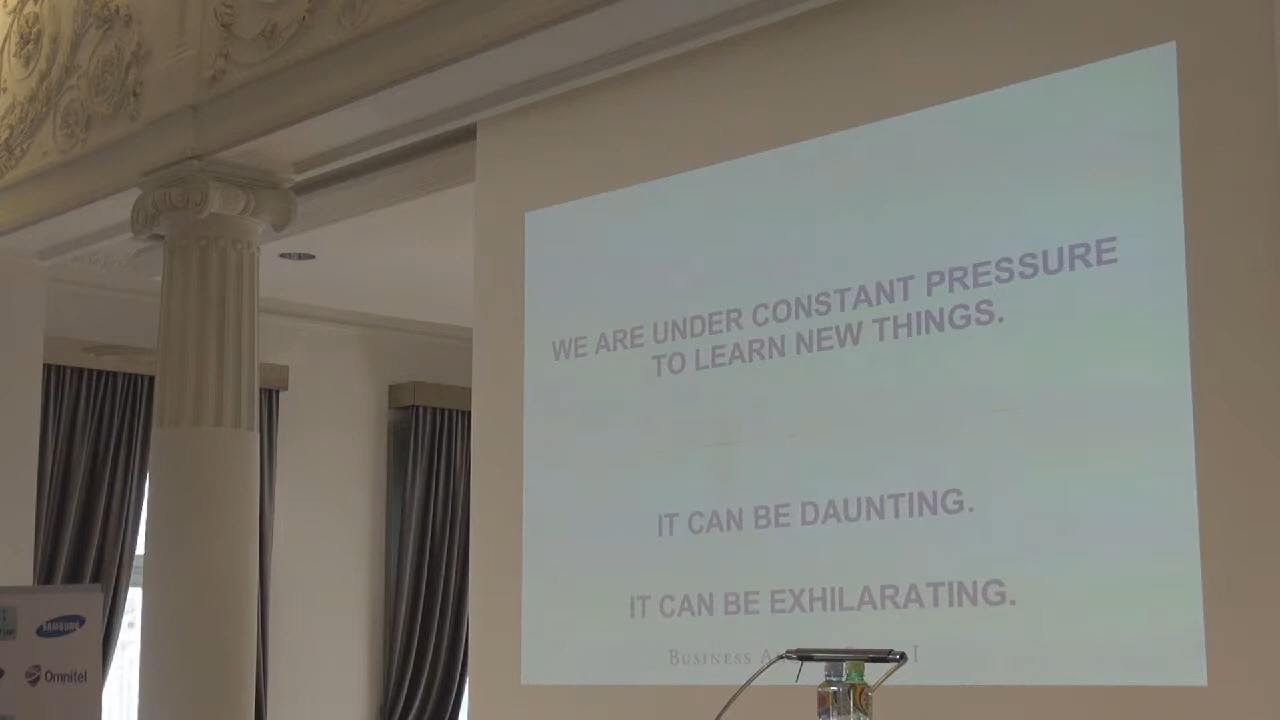 WE ARE UNDER CONSTANT PRESSURE
TO LEARN NEW THINGS.
IT CAN BE DAUNTING.
IT CAN BE EXHILARATING.
BUSINESS
SAMSUNG
Omnitel